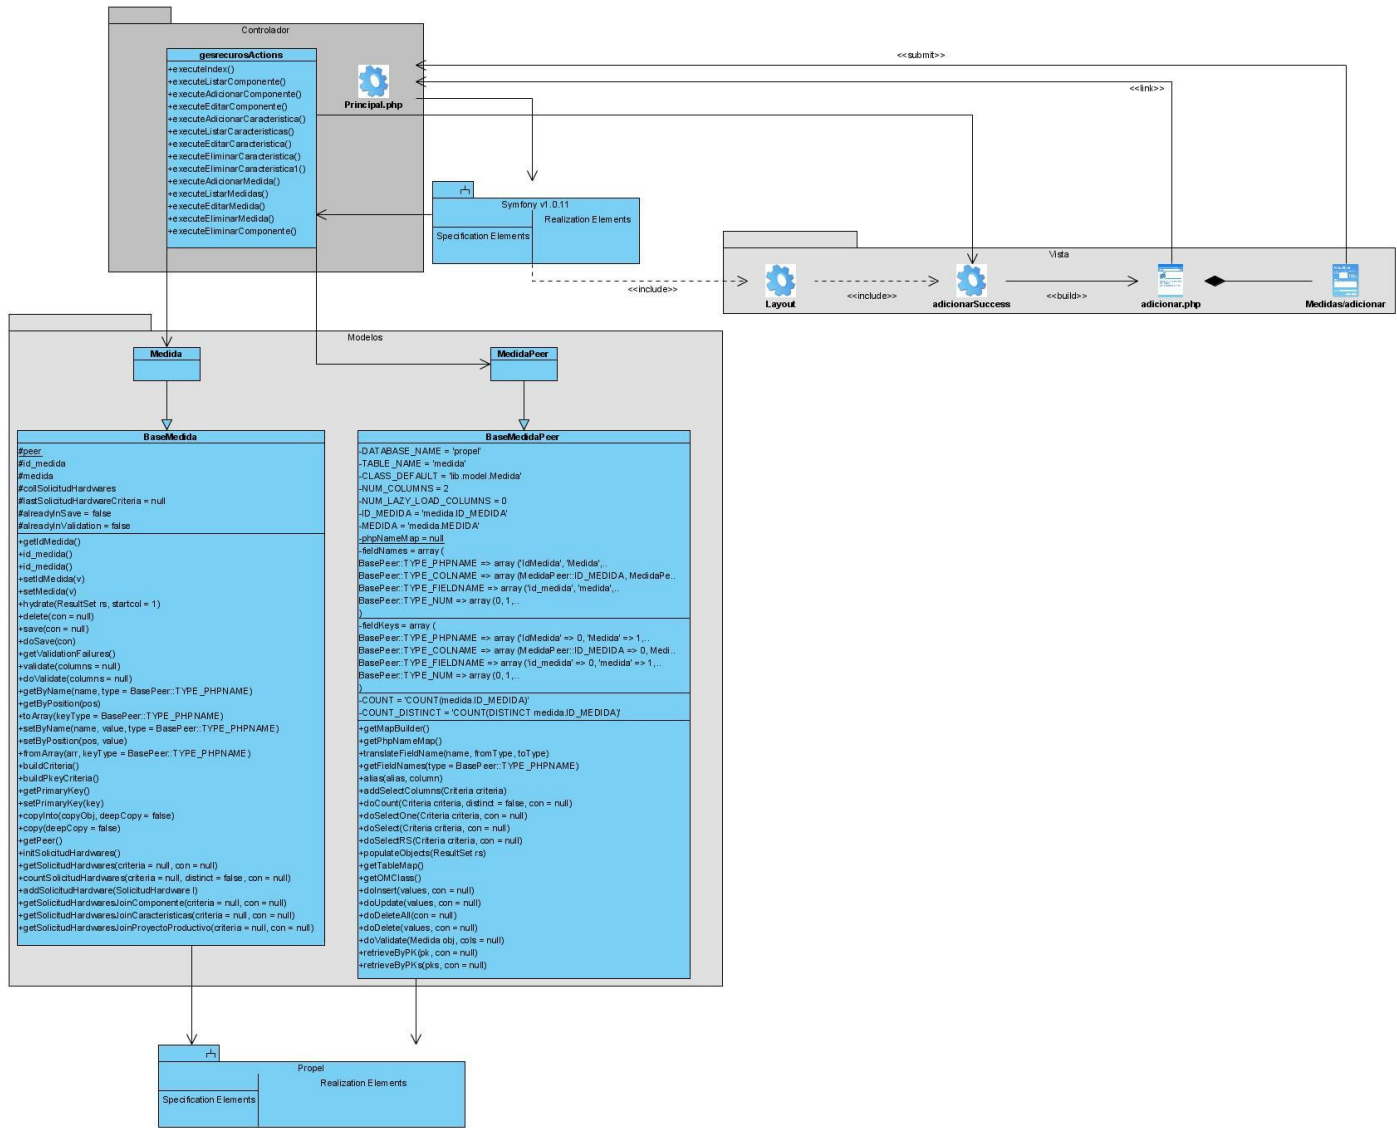 Controlador
gesrecurosActions
+executeIndex()
+executeListarComponente()
+executeAdicionarComponente()
+executeEditarComponente()
+executeAdicionarCaracteristica()
+executeListarCaracteristicas()
+executeEditarCaracteristica()
+executeEliminarCaracteristica()
+executeEliminarCaracteristica1()
+executeAdicionarMedida()
+executeListarMedidas()
+executeEditarMedida()
+executeEliminarMedida()
+executeEliminarComponente()
Principal.php
<<submit>>
<<link>>
Symfony v1.0.11
Realization Elements
Specification Elements
<<include>>
Vista
Layout
<<include>>
adicionarSuccess
<<build>>
adicionar.php
Medidas/adicionar
Modelos
Medida
MedidaPeer
BaseMedida
#peer
#id_medida
#medida
#collSolicitudHardwares
#lastSolicitudHardwareCriteria = null
#alreadyInSave = false
#alreadyInValidation = false
+getIdMedida()
+id_medida()
+id_medida()
+setIdMedida(v)
+setMedida(v)
+hydrate(ResultSet rs, startcol = 1)
+delete(con = null)
+save(con = null)
+doSave(con)
+getValidationFailures()
+validate(columns = null)
+doValidate(columns = null)
+getByName(name, type = BasePeer::TYPE_PHPNAME)
+getByPosition(pos)
+toArray(keyType = BasePeer::TYPE_PHPNAME)
+setByName(name, value, type = BasePeer::TYPE_PHPNAME)
+setByPosition(pos, value)
+fromArray(arr, keyType = BasePeer::TYPE_PHPNAME)
+buildCriteria()
+buildPkeyCriteria()
+getPrimaryKey()
+setPrimaryKey(key)
+copyInto(copyObj, deepCopy = false)
+copy(deepCopy = false)
+getPeer()
+initSolicitudHardwares()
+getSolicitudHardwares(criteria = null, con = null)
+countSolicitudHardwares(criteria = null, distinct = false, con = null)
+addSolicitudHardware(SolicitudHardware l)
+getSolicitudHardwaresJoinComponente(criteria = null, con = null)
+getSolicitudHardwaresJoinCaracteristicas(criteria = null, con = null)
+getSolicitudHardwaresJoinProyectoProductivo(criteria = null, con = null)
BaseMedidaPeer
-DATABASE_NAME = 'propel'
-TABLE_NAME = 'medida'
-CLASS_DEFAULT = 'lib.model.Medida'
-NUM_COLUMNS = 2
-NUM_LAZY_LOAD_COLUMNS = 0
-ID_MEDIDA = 'medida.ID_MEDIDA'
-MEDIDA = 'medida.MEDIDA'
-phpNameMap = null
-fieldNames = array (
BasePeer::TYPE_PHPNAME => array ('IdMedida', 'Medida',..
BasePeer::TYPE_COLNAME => array (MedidaPeer::ID_MEDIDA, MedidaPe..
BasePeer::TYPE_FIELDNAME => array ('id_medida', 'medida',..
BasePeer::TYPE_NUM => array (0, 1,..
)
-fieldKeys = array (
BasePeer::TYPE_PHPNAME => array ('IdMedida' => 0, 'Medida' => 1,..
BasePeer::TYPE_COLNAME => array (MedidaPeer::ID_MEDIDA => 0, Medi..
BasePeer::TYPE_FIELDNAME => array ('id_medida' => 0, 'medida' => 1,..
BasePeer::TYPE_NUM => array (0, 1,..
)
-COUNT = 'COUNT(medida.ID_MEDIDA)'
-COUNT_DISTINCT = 'COUNT(DISTINCT medida.ID_MEDIDA)'
+getMapBuilder()
+getPhpNameMap()
+translateFieldName(name, fromType, toType)
+getFieldNames(type = BasePeer::TYPE_PHPNAME)
+alias(alias, column)
+addSelectColumns(Criteria criteria)
+doCount(Criteria criteria, distinct = false, con = null)
+doSelectOne(Criteria criteria, con = null)
+doSelect(Criteria criteria, con = null)
+doSelectRS(Criteria criteria, con = null)
+populateObjects(ResultSet rs)
+getTableMap()
+getOMClass()
+doInsert(values, con = null)
+doUpdate(values, con = null)
+doDeleteAll(con = null)
+doDelete(values, con = null)
+doValidate(Medida obj, cols = null)
+retrieveByPK(pk, con = null)
+retrieveByPKs(pks, con = null)
Propel
Realization Elements
Specification Elements